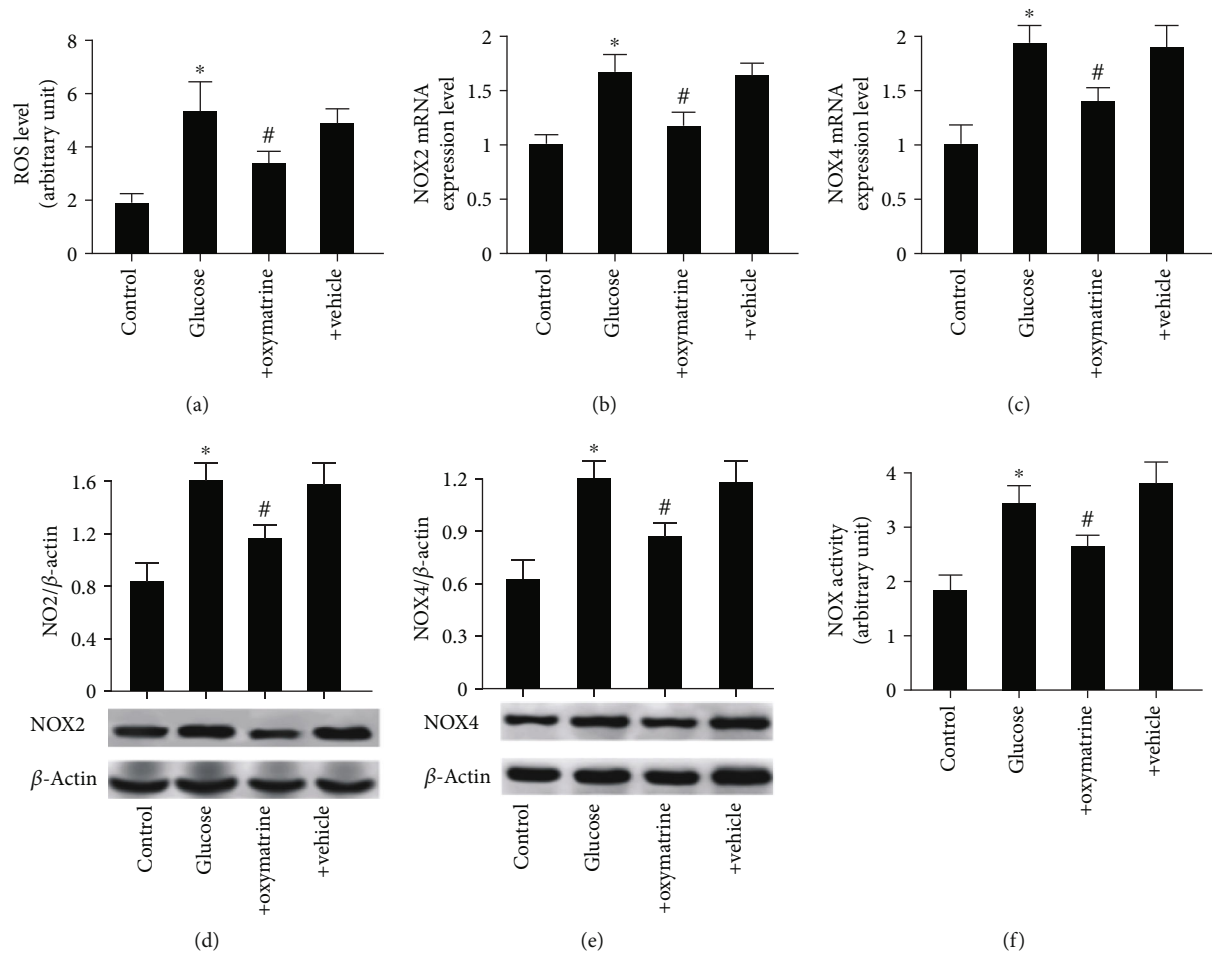 ROS level
(arbitrary unit)
8
6
4
2
0
*
#
Control
Glucose
+oxymatrine
+vehicle
(a)
NOX2 mRNA
expression level
2
1.5
1
0.5
0
*
#
Control
Glucose
+oxymatrine
+vehicle
(b)
NOX4 mRNA
expression level
2
1.5
1
0.5
0
*
#
Control
Glucose
+oxymatrine
+vehicle
(c)
NO2/β-actin
1.6
1.2
0.8
0.4
0
*
#
NOX2
β-Actin
Control
Glucose
+oxymatrine
+vehicle
(d)
NOX4/β-actin
1.2
0.9
0.6
0.3
0
*
#
NOX4
β-Actin
Control
Glucose
+oxymatrine
+vehicle
(e)
NOX activity
(arbitrary unit)
4
3
2
1
0
*
#
Control
Glucose
+oxymatrine
+vehicle
(f)